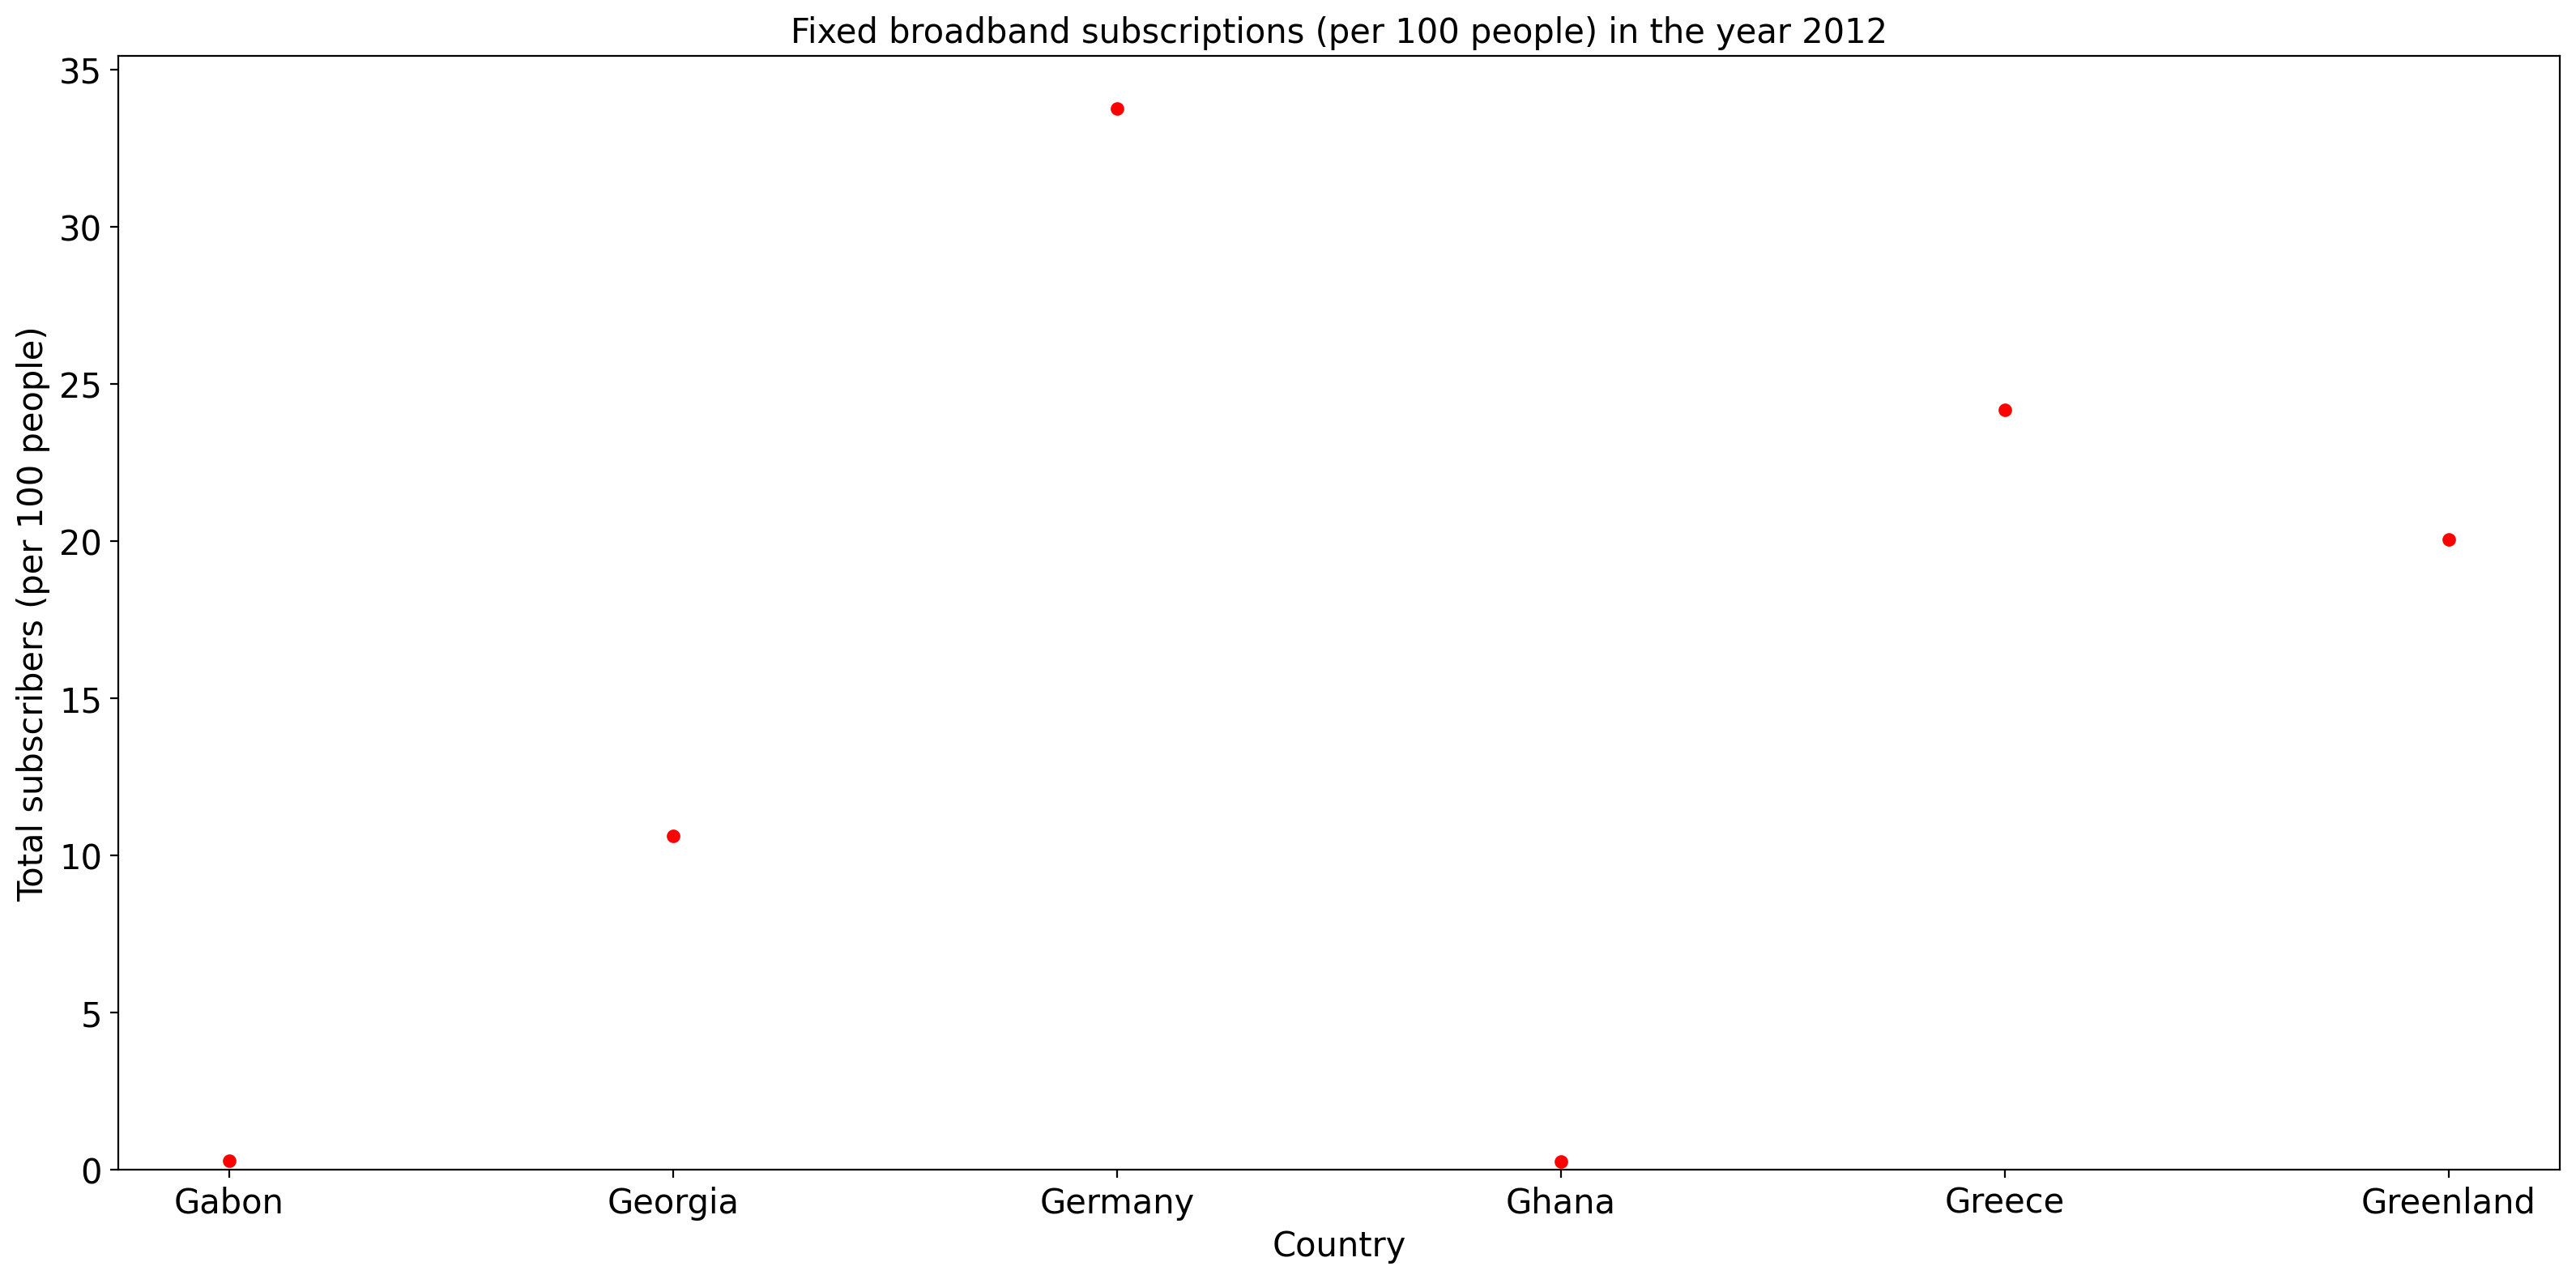 Fixed broadband subscriptions (per 100 people) in the year 2012
Total subscribers (per 100 people)
35
30
25
20
15
10
5
0
Gabon Georgia Germany Ghana Greece Greenland
Country